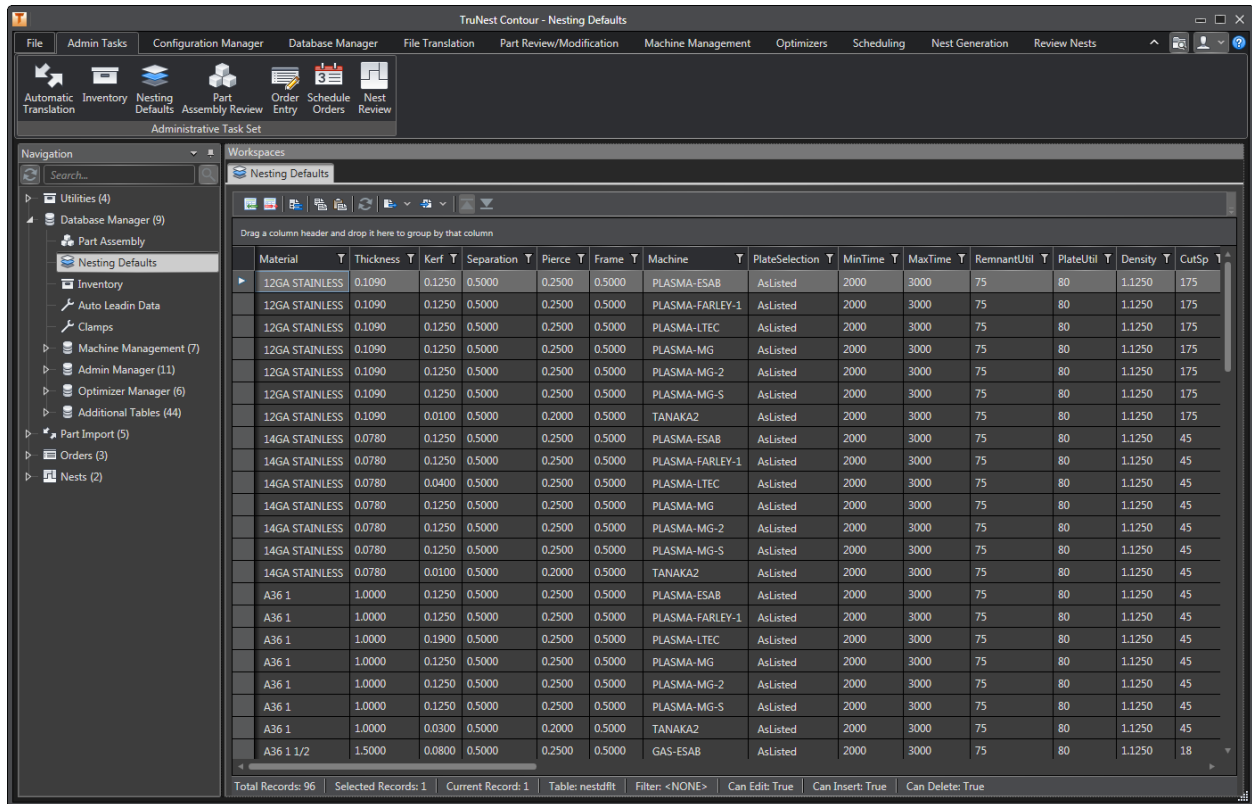 TruNest Contour - Nesting Defaults
File Admin Tasks Configuration Manager Database Manager File Translation Part Review/Modification Machine Management Optimizers Scheduling Nest Generation Review Nests
Automatic Translation Inventory Nesting Defaults Part Assembly Review Order Entry Schedule Orders Nest Review
Administrative Task Set
Navigation
Search...
Utilities (4)
Database Manager (9)
Part Assembly
Nesting Defaults
Inventory
Auto Leadin Data
Clamps
Machine Management (7)
Admin Manager (11)
Optimizer Manager (6)
Additional Tables (44)
Part Import (5)
Orders (3)
Nests (2)
Workspaces
Nesting Defaults
Drag a column header and drop it here to group by that column
Material Thickness Kerf Separation Pierce Frame Machine PlateSelection MinTime MaxTime RemnantUtil PlateUtil Density CutSp
12GA STAINLESS 0.1090 0.1250 0.5000 0.2500 0.5000 PLASMA-ESAB AsListed 2000 3000 75 80 1.1250 175
12GA STAINLESS 0.1090 0.1250 0.5000 0.2500 0.5000 PLASMA-FARLEY-1 AsListed 2000 3000 75 80 1.1250 175
12GA STAINLESS 0.1090 0.1250 0.5000 0.2500 0.5000 PLASMA-LTEC AsListed 2000 3000 75 80 1.1250 175
12GA STAINLESS 0.1090 0.1250 0.5000 0.2500 0.5000 PLASMA-MG AsListed 2000 3000 75 80 1.1250 175
12GA STAINLESS 0.1090 0.1250 0.5000 0.2500 0.5000 PLASMA-MG-2 AsListed 2000 3000 75 80 1.1250 175
12GA STAINLESS 0.1090 0.1250 0.5000 0.2500 0.5000 PLASMA-MG-S AsListed 2000 3000 75 80 1.1250 175
12GA STAINLESS 0.1090 0.0100 0.5000 0.2000 0.5000 TANAKA2 AsListed 2000 3000 75 80 1.1250 175
14GA STAINLESS 0.0780 0.1250 0.5000 0.2500 0.5000 PLASMA-ESAB AsListed 2000 3000 75 80 1.1250 45
14GA STAINLESS 0.0780 0.1250 0.5000 0.2500 0.5000 PLASMA-FARLEY-1 AsListed 2000 3000 75 80 1.1250 45
14GA STAINLESS 0.0780 0.0400 0.5000 0.2500 0.5000 PLASMA-LTEC AsListed 2000 3000 75 80 1.1250 45
14GA STAINLESS 0.0780 0.1250 0.5000 0.2500 0.5000 PLASMA-MG AsListed 2000 3000 75 80 1.1250 45
14GA STAINLESS 0.0780 0.1250 0.5000 0.2500 0.5000 PLASMA-MG-2 AsListed 2000 3000 75 80 1.1250 45
14GA STAINLESS 0.0780 0.1250 0.5000 0.2500 0.5000 PLASMA-MG-S AsListed 2000 3000 75 80 1.1250 45
14GA STAINLESS 0.0780 0.0100 0.5000 0.2000 0.5000 TANAKA2 AsListed 2000 3000 75 80 1.1250 45
A36 1 1.0000 0.1250 0.5000 0.2500 0.5000 PLASMA-ESAB AsListed 2000 3000 75 80 1.1250 45
A36 1 1.0000 0.1250 0.5000 0.2500 0.5000 PLASMA-FARLEY-1 AsListed 2000 3000 75 80 1.1250 45
A36 1 1.0000 0.1900 0.5000 0.2500 0.5000 PLASMA-LTEC AsListed 2000 3000 75 80 1.1250 45
A36 1 1.0000 0.1250 0.5000 0.2500 0.5000 PLASMA-MG AsListed 2000 3000 75 80 1.1250 45
A36 1 1.0000 0.1250 0.5000 0.2500 0.5000 PLASMA-MG-2 AsListed 2000 3000 75 80 1.1250 45
A36 1 1.0000 0.1250 0.5000 0.2500 0.5000 PLASMA-MG-S AsListed 2000 3000 75 80 1.1250 45
A36 1 1.0000 0.0300 0.5000 0.2000 0.5000 TANAKA2 AsListed 2000 3000 75 80 1.1250 45
A36 1 1/2 1.5000 0.0800 0.5000 0.2500 0.5000 GAS-ESAB AsListed 2000 3000 75 80 1.1250 18
Total Records: 96 Selected Records: 1 Current Record: 1 Table: nestdflt Filter: <NONE> Can Edit: True Can Insert: True Can Delete: True